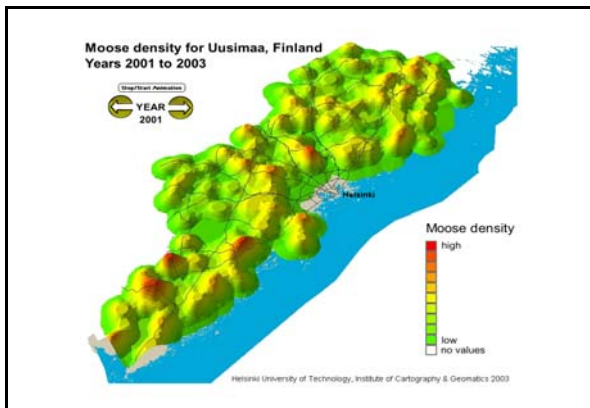 Moose density for Uusimaa, Finland
Years 2001 to 2003
Stop/Start Animation
YEAR
2001
Helsinki
Moose density
high
low
no values
Helsinki University of Technology, Institute of Cartography & Geomatics 2003